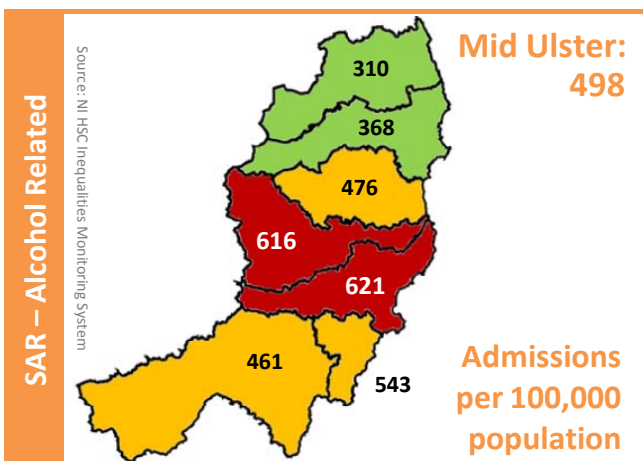 SAR – Alcohol Related
Source: NI HSC Inequalities Monitoring System
Mid Ulster:
498
310
368
476
616
621
461
543
Admissions
per 100,000
population